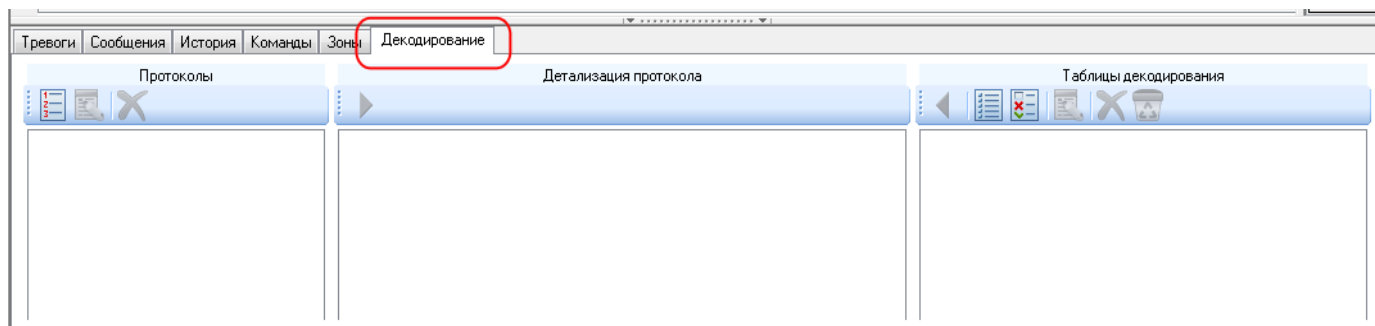 Тревоги Сообщения История Команды Зоны Декодирование
Протоколы Детализация протокола Таблицы декодирования